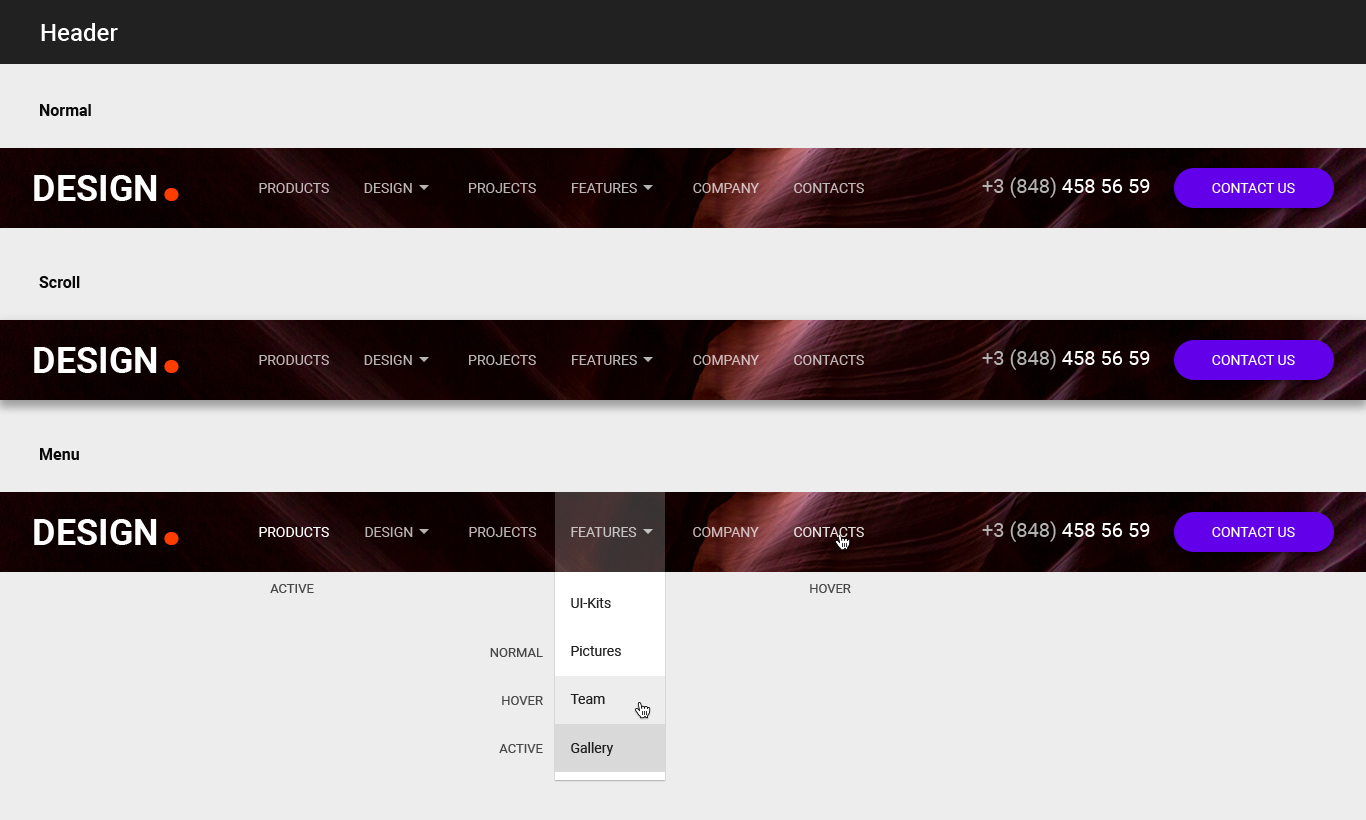 Header
Normal
DESIGN. PRODUCTS DESIGN PROJECTS FEATURES COMPANY CONTACTS +3 (848) 458 56 59 CONTACT US
Scroll
DESIGN. PRODUCTS DESIGN PROJECTS FEATURES COMPANY CONTACTS +3 (848) 458 56 59 CONTACT US
Menu
DESIGN. PRODUCTS DESIGN PROJECTS FEATURES COMPANY CONTACTS +3 (848) 458 56 59 CONTACT US
ACTIVE HOVER
UI-Kits
NORMAL Pictures
HOVER Team
ACTIVE Gallery